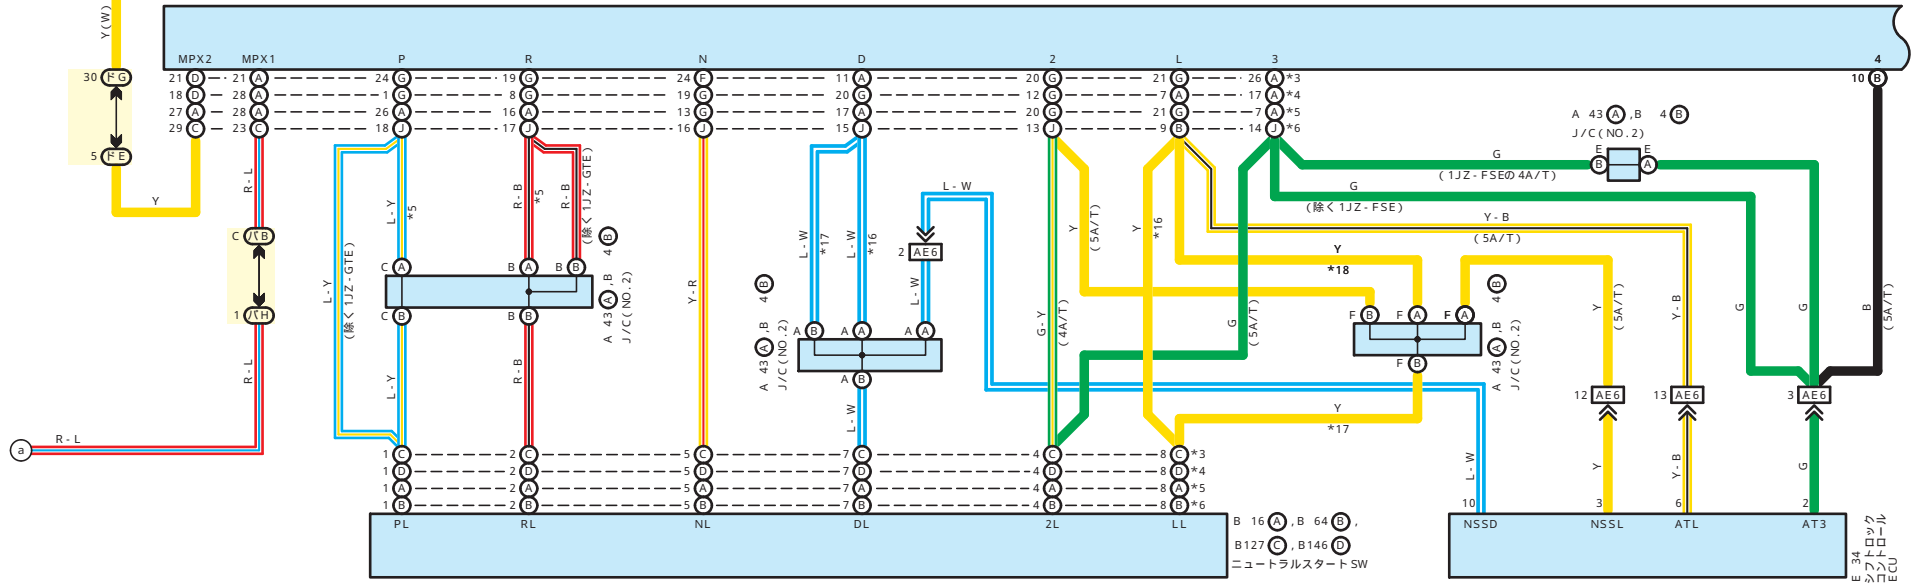 Y(W)
MPX2 MPX1 P R N D 2 L 3 4
30 ドG
21 D 21 A 24 G 19 G 24 F 11 A 20 G 21 G 26 A *3 10 B
18 D 28 A 1 G 8 G 19 G 20 G 12 G 7 A 17 A *4
27 A 28 A 26 A 16 A 13 G 17 A 20 G 21 G 7 A *5
29 C 23 C 18 J 17 J 16 J 15 J 13 J 9 B 14 J *6
5 ドE
A 43 A ,B 4 B
J/C(NO.2)
E B
E A
G
(1JZ-FSEの4A/T)
G
(除く1JZ-FSE)
Y
R-L
L-Y
*5
R-B
*5
R-B
(除く1JZ-GTE)
L-W
*17
L-W
*16
L-W
Y
(5A/T)
Y
*16
Y-B
(5A/T)
Y
*18
C バB
1 バH
2 AE6
C A
B A
B B
C B
B B
A 43 A ,B 4 B
J/C(NO.2)
L-Y
(除く1JZ-GTE)
Y-R
L-W
A 43 A ,B 4 B
J/C(NO.2)
A B
A A
A A
A B
G-Y
(4A/T)
G
(5A/T)
F B
F A
F A
F B
A 43 A ,B 4 B
J/C(NO.2)
Y
(5A/T)
Y-B
G
G
B
(5A/T)
R-L
L-Y
R-B
L-W
12 AE6
13 AE6
3 AE6
Y
*17
a
R-L
1 C 2 C 5 C 7 C 4 C 8 C *3
1 D 2 D 5 D 7 D 4 D 8 D *4
1 A 2 A 5 A 7 A 4 A 8 A *5
1 B 2 B 5 B 7 B 4 B 8 B *6
L-W
Y
Y-B
G
10 3 6 2
PL RL NL DL 2L LL
NSSD NSSL ATL AT3
B 16 A ,B 64 B ,
B127 C ,B146 D
ニュートラルスタートSW
E 34
シフトロック
コントロール
ECU